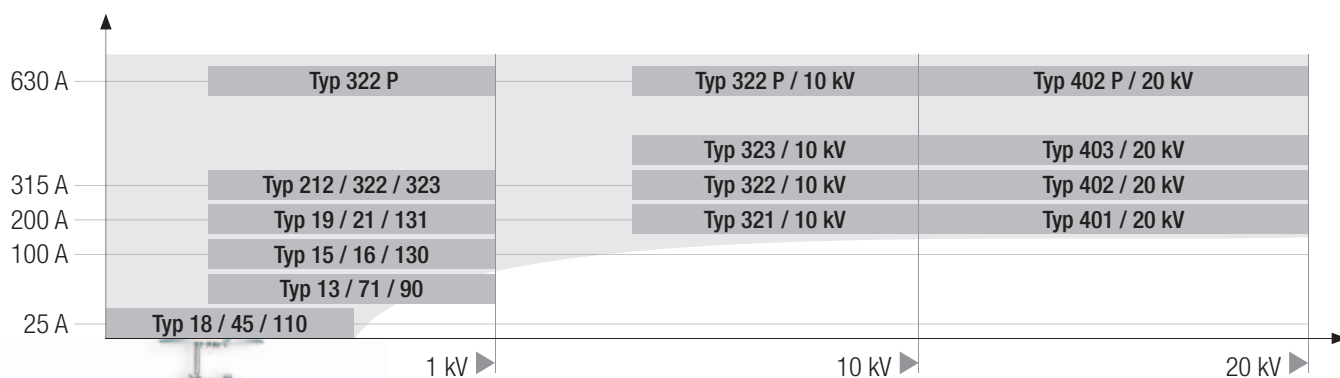 630 A Typ 322 P Typ 322 P / 10 kV Typ 402 P / 20 kV
Typ 323 / 10 kV Typ 403 / 20 kV
315 A Typ 212 / 322 / 323 Typ 322 / 10 kV Typ 402 / 20 kV
200 A Typ 19 / 21 / 131 Typ 321 / 10 kV Typ 401 / 20 kV
100 A Typ 15 / 16 / 130
Typ 13 / 71 / 90
25 A Typ 18 / 45 / 110
1 kV 10 kV 20 kV